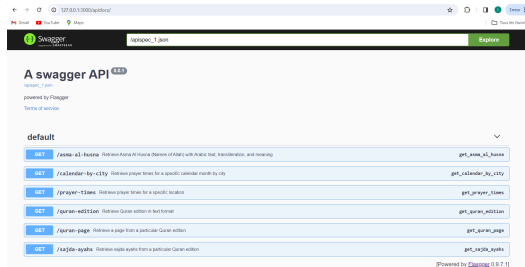 127.0.0.1:5000/apidocs/
Gmail YouTube Maps
Swagger
/apispec_1.json
Explore
A swagger API 0.0.1
/apispec_1.json
powered by Flasgger
Terms of service
default
GET /asma-al-husna Retrieve Asma Al Husna (Names of Allah) with Arabic text, transliteration, and meaning get_asma_al_husna
GET /calendar-by-city Retrieve prayer times for a specific calendar month by city get_calendar_by_city
GET /prayer-times Retrieve prayer times for a specific location get_prayer_times
GET /quran-edition Retrieve Quran edition in text format get_quran_edition
GET /quran-page Retrieve a page from a particular Quran edition get_quran_page
GET /sajda-ayahs Retrieve sajda ayahs from a particular Quran edition get_sajda_ayahs
[Powered by Flasgger 0.9.7.1]